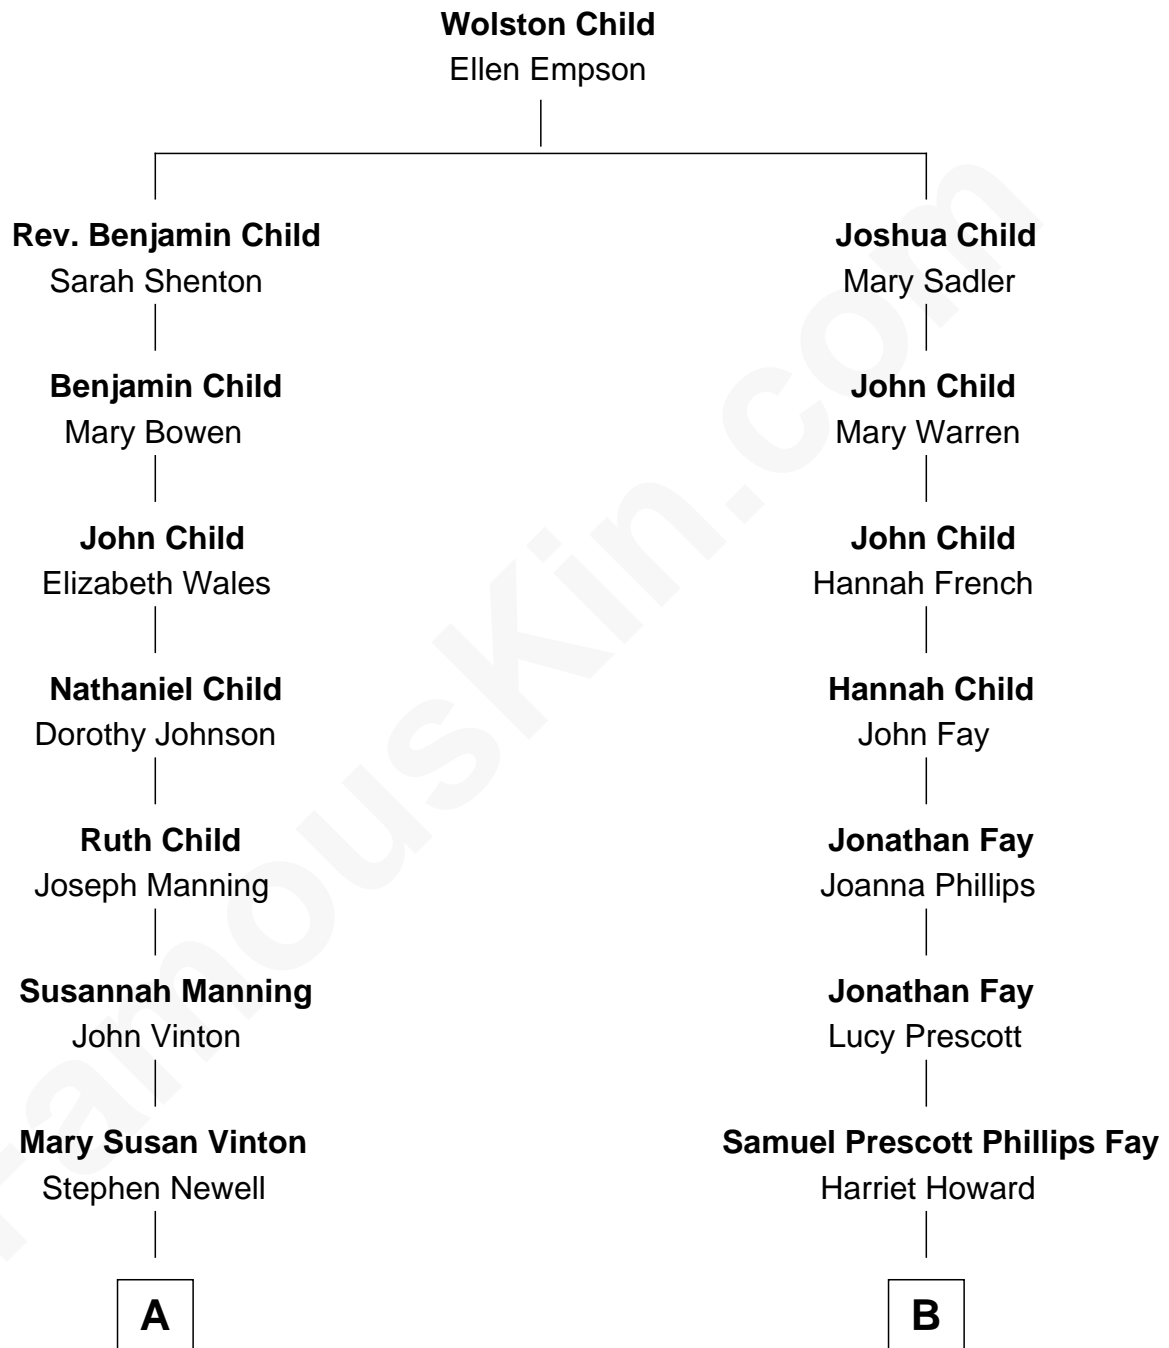 Wolston Child
Ellen Empson
Rev. Benjamin Child
Sarah Shenton
Joshua Child
Mary Sadler
Benjamin Child
Mary Bowen
John Child
Mary Warren
John Child
Elizabeth Wales
John Child
Hannah French
Nathaniel Child
Dorothy Johnson
Hannah Child
John Fay
Ruth Child
Joseph Manning
Jonathan Fay
Joanna Phillips
Susannah Manning
John Vinton
Jonathan Fay
Lucy Prescott
Mary Susan Vinton
Stephen Newell
Samuel Prescott Phillips Fay
Harriet Howard
A
B
FamousKin.com